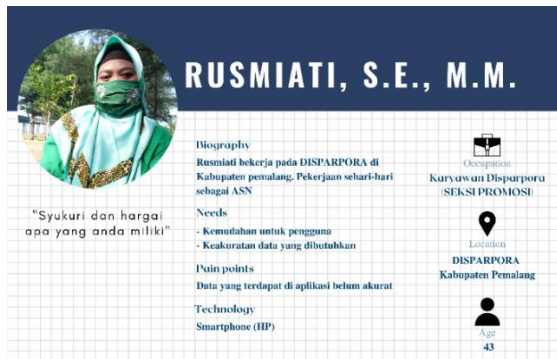 RUSMIATI, S.E., M.M.
"Syukuri dan hargai
apa yang anda miliki"
Biography
Rusmiati bekerja pada DISPARPORA di
Kabupaten pemalang. Pekerjaan sehari-hari
sebagai ASN
Needs
- Kemudahan untuk pengguna
- Keakuratan data yang dibutuhkan
Pain points
Data yang terdapat di aplikasi belum akurat
Technology
Smartphone (HP)
Occupation
Karyawan Disparpora
(SEKSI PROMOSI)
Location
DISPARPORA
Kabupaten Pemalang
Age
43